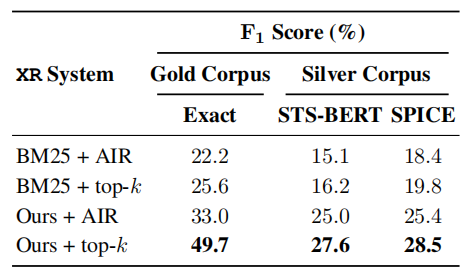 F1 Score (%)
XR System Gold Corpus Silver Corpus
Exact STS-BERT SPICE
BM25 + AIR 22.2 15.1 18.4
BM25 + top-k 25.6 16.2 19.8
Ours + AIR 33.0 25.0 25.4
Ours + top-k 49.7 27.6 28.5